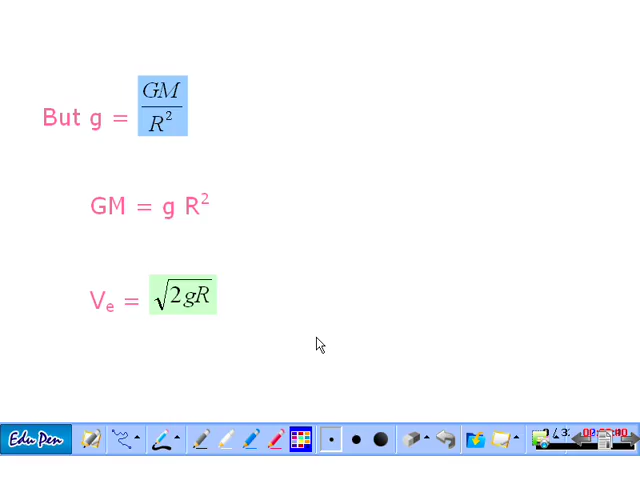 But g = GM / R²
GM = g R²
Vₑ = √2gR
Edu Pen